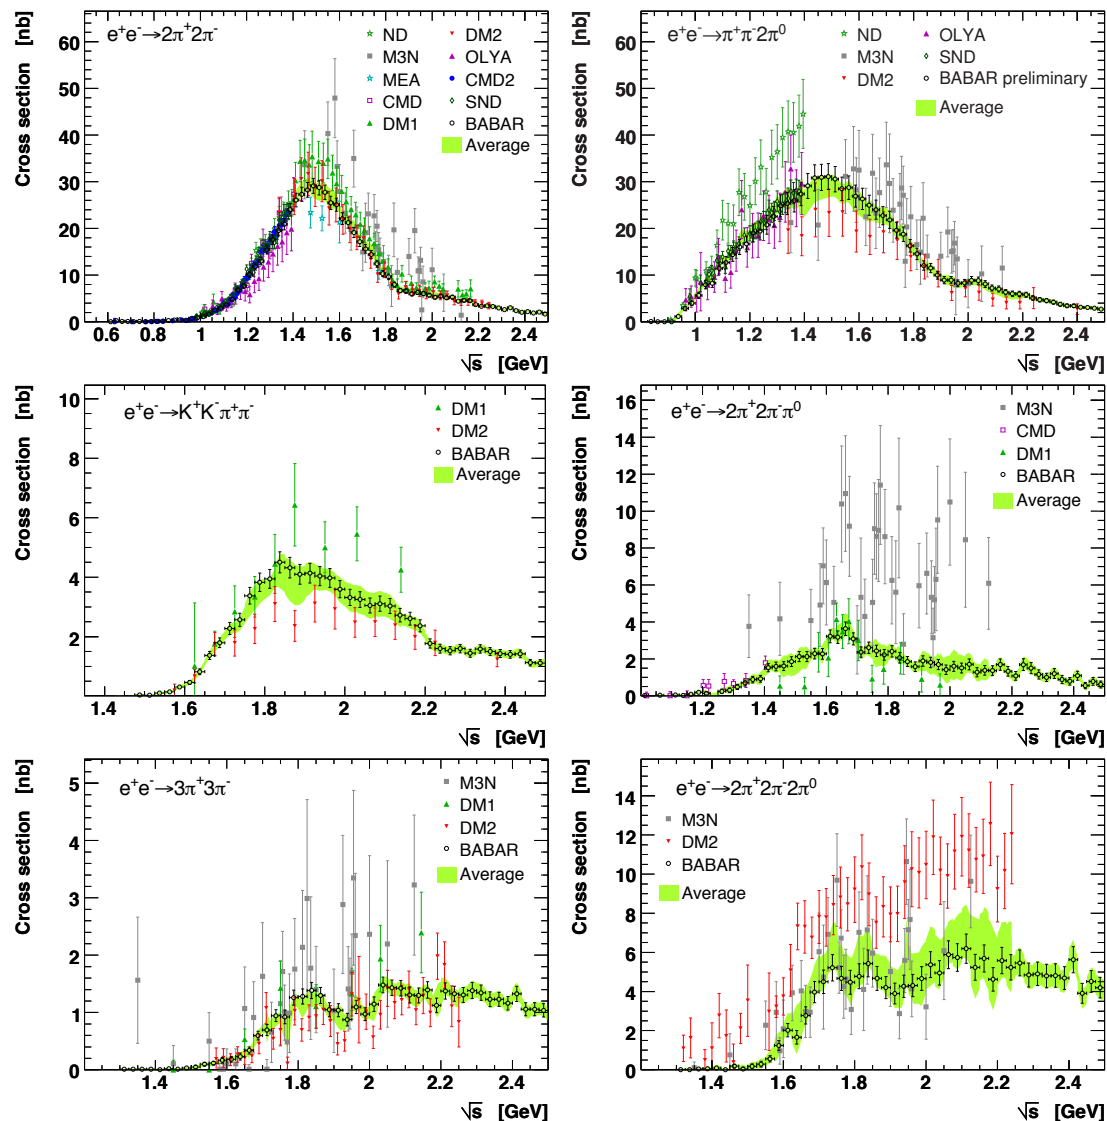 Cross section [nb]
e⁺e⁻→2π⁺2π⁻
ND
M3N
MEA
CMD
DM1
DM2
OLYA
CMD2
SND
BABAR
Average
60
50
40
30
20
10
0
0.6 0.8 1 1.2 1.4 1.6 1.8 2 2.2 2.4
√s [GeV]
Cross section [nb]
e⁺e⁻→π⁺π⁻2π⁰
ND
M3N
DM2
OLYA
SND
BABAR preliminary
Average
60
50
40
30
20
10
0
1 1.2 1.4 1.6 1.8 2 2.2 2.4
√s [GeV]
Cross section [nb]
e⁺e⁻→K⁺K⁻π⁺π⁻
DM1
DM2
BABAR
Average
10
8
6
4
2
1.4 1.6 1.8 2 2.2 2.4
√s [GeV]
Cross section [nb]
e⁺e⁻→2π⁺2π⁻π⁰
M3N
CMD
DM1
BABAR
Average
16
14
12
10
8
6
4
2
0
1.2 1.4 1.6 1.8 2 2.2 2.4
√s [GeV]
Cross section [nb]
e⁺e⁻→3π⁺3π⁻
M3N
DM1
DM2
BABAR
Average
5
4
3
2
1
0
1.4 1.6 1.8 2 2.2 2.4
√s [GeV]
Cross section [nb]
e⁺e⁻→2π⁺2π⁻2π⁰
M3N
DM2
BABAR
Average
14
12
10
8
6
4
2
0
1.4 1.6 1.8 2 2.2 2.4
√s [GeV]